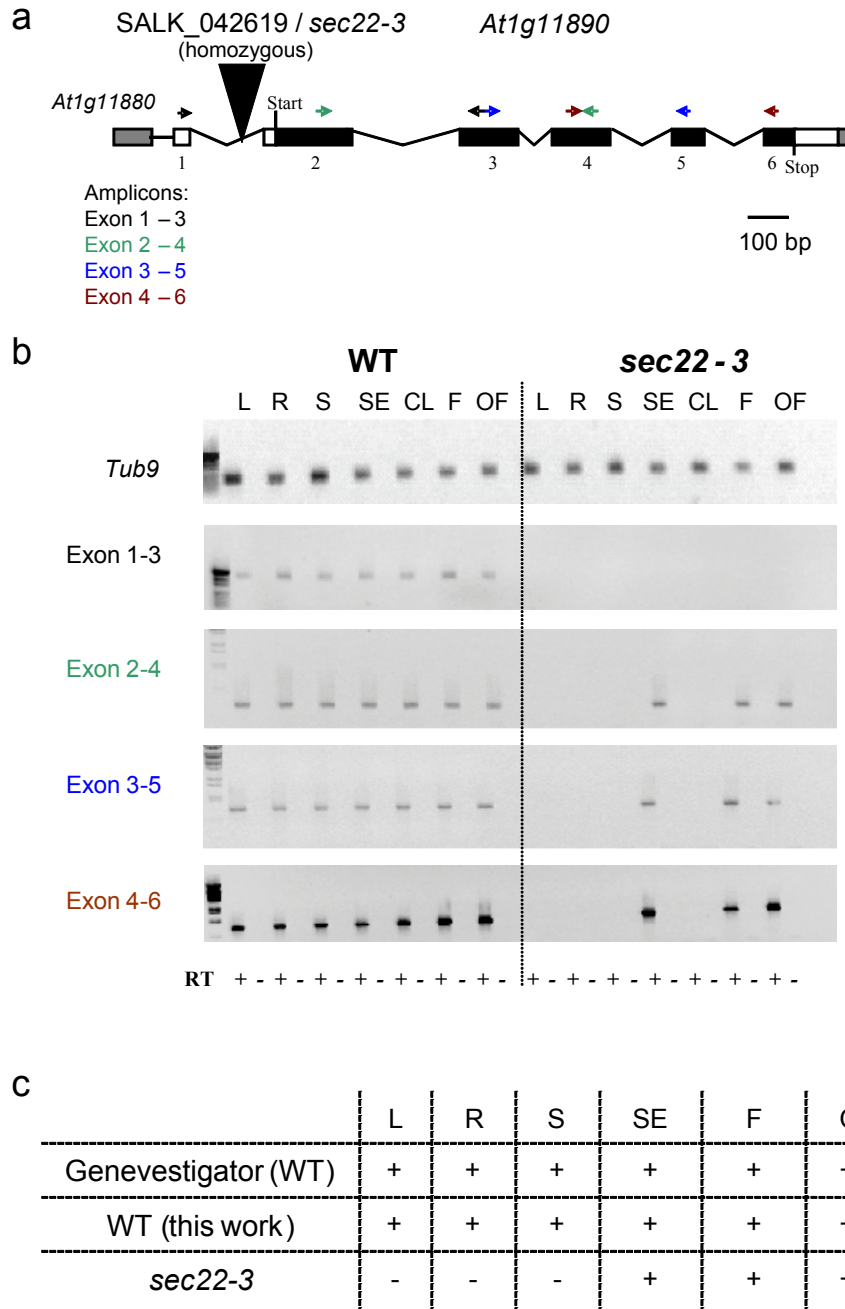 a
SALK_042619 / sec22-3 At1g11890
(homozygous)
At1g11880
Start
1 2 3 4 5 6 Stop
Amplicons:
Exon 1 – 3
Exon 2 – 4
Exon 3 – 5
Exon 4 – 6
100 bp
b
WT sec22 - 3
L R S SE CL F OF L R S SE CL F OF
Tub9
Exon 1-3
Exon 2-4
Exon 3-5
Exon 4-6
RT + - + - + - + - + - + - + - + - + - + - + - + - + - + -
c
L R S SE F
Genevestigator (WT) + + + + +
WT (this work) + + + + +
sec22-3 - - - + +